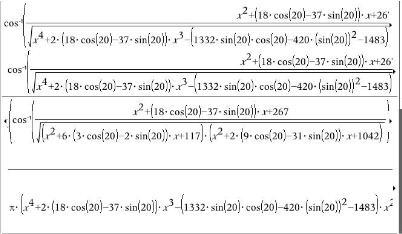 cos⁻¹(x²+(18·cos(20)−37·sin(20))·x+26
√(x⁴+2·(18·cos(20)−37·sin(20))·x³−(1332·sin(20)·cos(20)−420·(sin(20))²−1483)
cos⁻¹(x²+(18·cos(20)−37·sin(20))·x+26
√(x⁴+2·(18·cos(20)−37·sin(20))·x³−(1332·sin(20)·cos(20)−420·(sin(20))²−1483)
(cos⁻¹(x²+(18·cos(20)−37·sin(20))·x+267
√((x²+6·(3·cos(20)−2·sin(20))·x+117)·(x²+2·(9·cos(20)−31·sin(20))·x+1042)))
π·(x⁴+2·(18·cos(20)−37·sin(20))·x³−(1332·sin(20)·cos(20)−420·(sin(20))²−1483)·x²